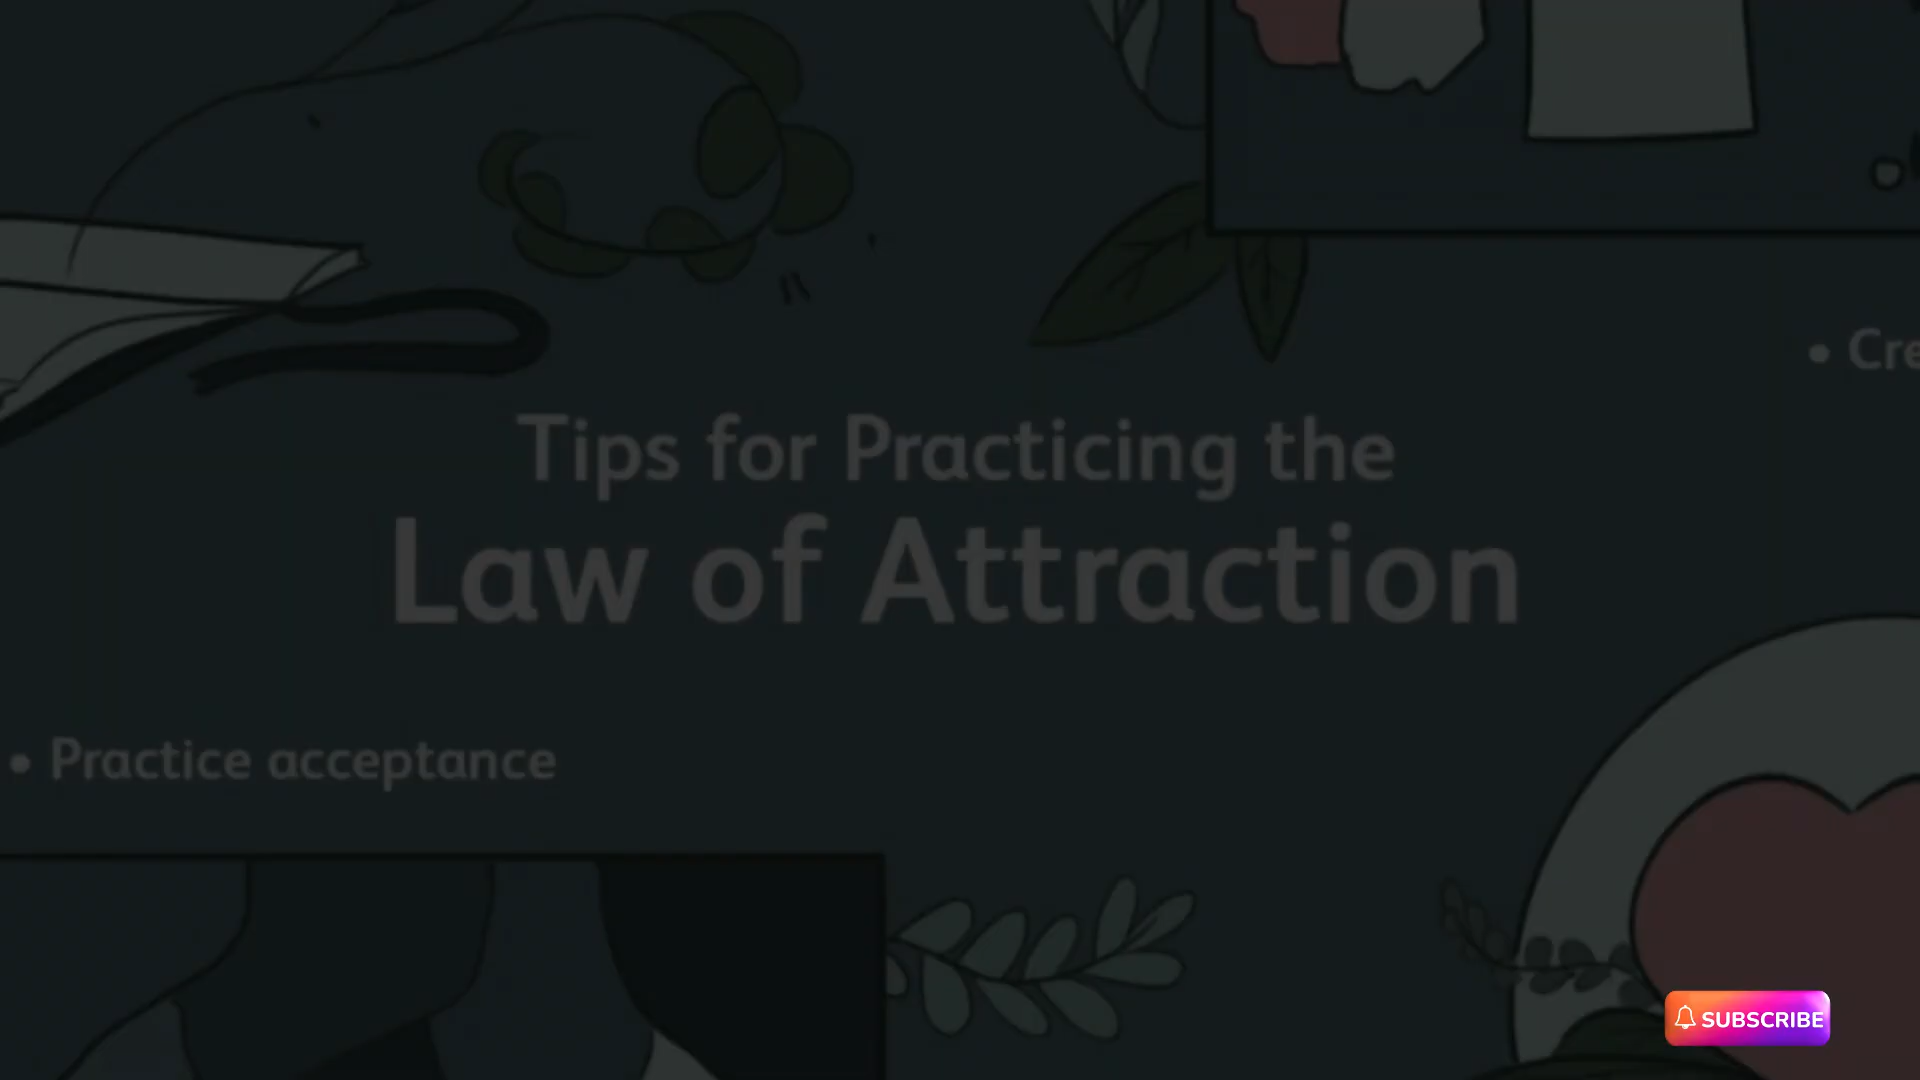 • Cre
Tips for Practicing the
Law of Attraction
• Practice acceptance
SUBSCRIBE